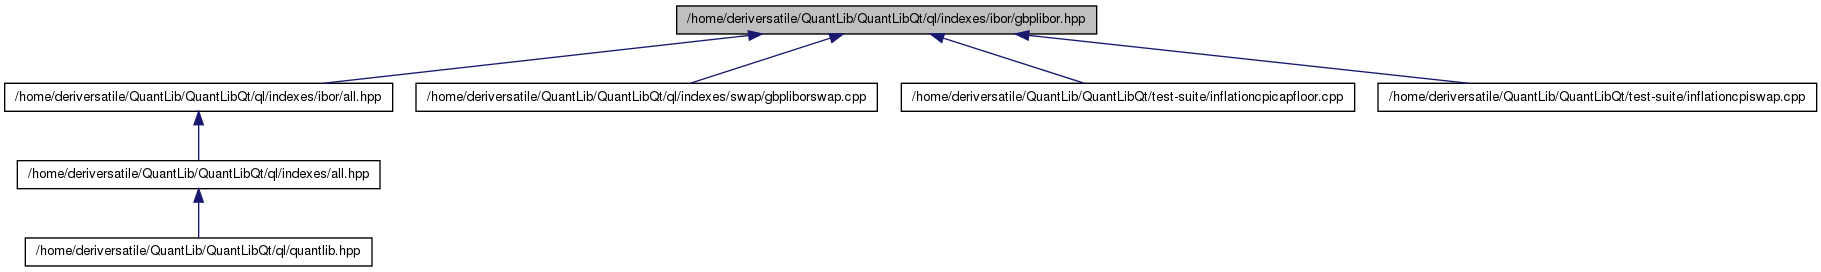 /home/deriversatile/QuantLib/QuantLibQt/ql/indexes/ibor/gbplibor.hpp
/home/deriversatile/QuantLib/QuantLibQt/ql/indexes/ibor/all.hpp
/home/deriversatile/QuantLib/QuantLibQt/ql/indexes/swap/gbpliborswap.cpp
/home/deriversatile/QuantLib/QuantLibQt/test-suite/inflationcpicapfloor.cpp
/home/deriversatile/QuantLib/QuantLibQt/test-suite/inflationcpiswap.cpp
/home/deriversatile/QuantLib/QuantLibQt/ql/indexes/all.hpp
/home/deriversatile/QuantLib/QuantLibQt/ql/quantlib.hpp